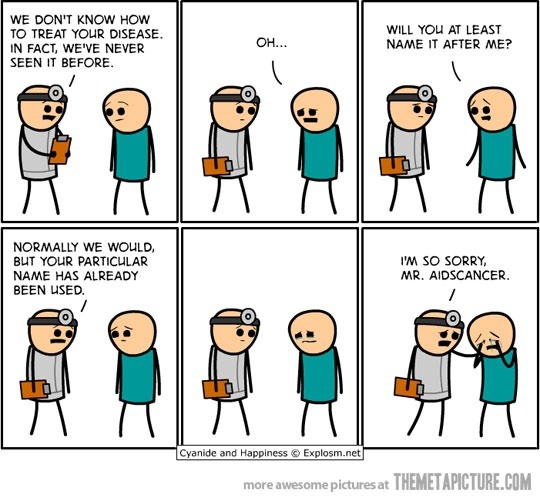 WE DON'T KNOW HOW
TO TREAT YOUR DISEASE.
IN FACT, WE'VE NEVER
SEEN IT BEFORE.
OH...
WILL YOU AT LEAST
NAME IT AFTER ME?
NORMALLY WE WOULD,
BUT YOUR PARTICULAR
NAME HAS ALREADY
BEEN USED.
I'M SO SORRY,
MR. AIDSCANCER.
Cyanide and Happiness © Explosm.net
more awesome pictures at THEMETAPICTURE.COM